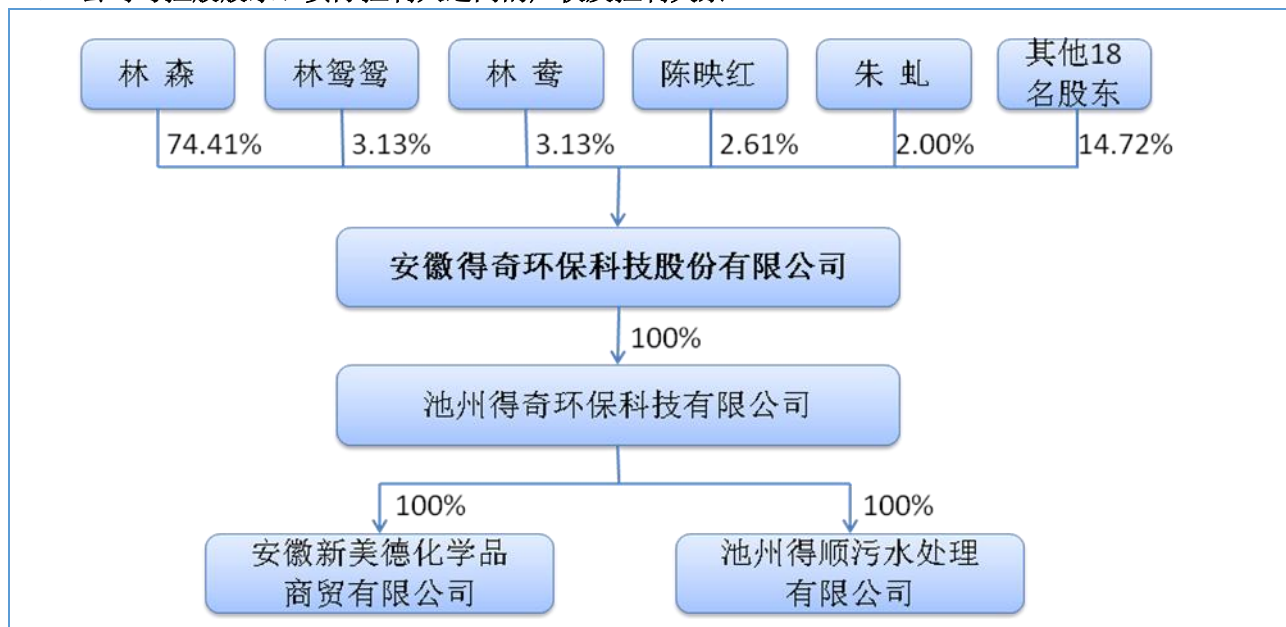 林 森
林鸳鸳
林 鸯
陈映红
朱 虬
其他18
名股东
74.41%
3.13%
3.13%
2.61%
2.00%
14.72%
安徽得奇环保科技股份有限公司
100%
池州得奇环保科技有限公司
100%
100%
安徽新美德化学品
商贸有限公司
池州得顺污水处理
有限公司